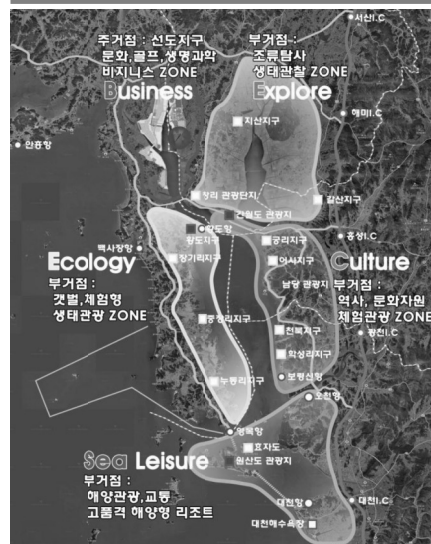 서산I.C
주거점 : 선도지구
문화,골프,생명과학
비지니스 ZONE
Business
부거점 :
조류탐사
생태관찰 ZONE
Explore
해미I.C
지산지구
안흥항
갈산지구
간월도 관광지
황도항
황도지구
궁리지구
홍성I.C
백사장항
장기리지구
어사지구
Ecology
부거점 :
갯벌,체험형
생태관광 ZONE
남당 관광지
Culture
부거점 :
역사, 문화자원
체험관광 ZONE
광천I.C
중장리지구
천북지구
학성리지구
누동리지구
보령신항
오천항
영목항
효자도
원산도 관광지
Sea Leisure
부거점 :
해양관광,교통
고품격 해양형 리조트
대천항
대천I.C
대천해수욕장